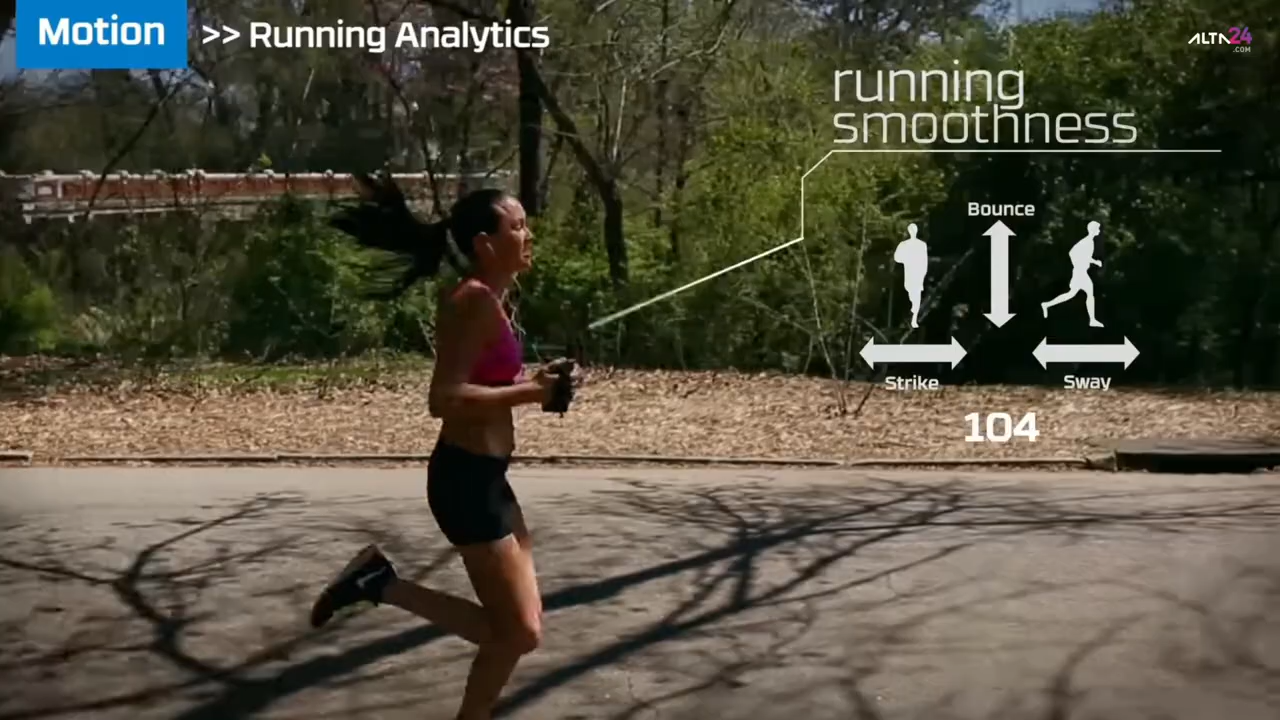 Motion >> Running Analytics
ALTA24
.COM
running
smoothness
Bounce
Strike
Sway
104